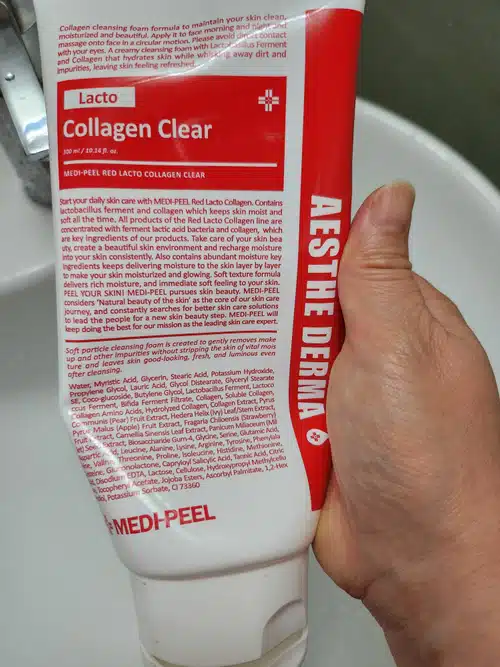 Collagen cleansing foam formula to maintain your skin clean,
moisturized and beautiful. Apply it to face morning and night and
massage onto face in a circular motion. Please avoid direct contact
with your eyes. A creamy cleansing foam with Lactobacillus Ferment
and Collagen that hydrates skin while whisking away dirt and
impurities, leaving skin feeling refreshed.
Lacto
Collagen Clear
300 ml / 10.14 fl. oz.
MEDI-PEEL RED LACTO COLLAGEN CLEAR
Start your daily skin care with MEDI-PEEL Red Lacto Collagen. Contains
lactobacillus ferment and collagen which keeps skin moist and
soft all the time. All products of the Red Lacto Collagen line are
concentrated with ferment lactic acid bacteria and collagen, which
are key ingredients of our products. Take care of your skin bea
uty, create a beautiful skin environment and recharge moisture
into your skin consistently. Also contains abundant moisture key
ingredients keeps delivering moisture to the skin layer by layer
to make your skin moisturized and glowing. Soft texture formula
delivers rich moisture, and immediate soft feeling to your skin.
PEEL YOUR SKIN! MEDI-PEEL pursues skin beauty. MEDI-PEEL
considers 'Natural beauty of the skin' as the core of our skin care
journey, and constantly searches for better skin care solutions
to lead the people for a new skin beauty step. MEDI-PEEL will
keep doing the best for our mission as the leading skin care expert.
Soft particle cleansing foam is created to gently removes make
up and other impurities without stripping the skin of vital mois
ture and leaves skin good-looking, fresh, and luminous even
after cleansing.
Water, Myristic Acid, Glycerin, Stearic Acid, Potassium Hydroxide,
Propylene Glycol, Lauric Acid, Glycol Distearate, Glyceryl Stearate
SE, Coco-glucoside, Butylene Glycol, Lactobacillus Ferment, Lactoco
ccus Ferment, Bifida Ferment Filtrate, Collagen, Soluble Collagen,
Collagen Amino Acids, Hydrolyzed Collagen, Collagen Extract, Pyrus
Communis (Pear) Fruit Extract, Hedera Helix (Ivy) Leaf/Stem Extract,
Pyrus Malus (Apple) Fruit Extract, Fragaria Chiloensis (Strawberry)
Fruit Extract, Camellia Sinensis Leaf Extract, Panicum Miliaceum (Mil
let) Seed Extract, Biosaccharide Gum-4, Glycine, Serine, Glutamic Acid,
Aspartic Acid, Leucine, Alanine, Lysine, Arginine, Tyrosine, Phenylala
Valine, Threonine, Proline, Isoleucine, Histidine, Methionine,
Gluconolactone, Capryloyl Salicylic Acid, Tannic Acid, Citric
Disodium EDTA, Lactose, Cellulose, Hydroxypropyl Methylcellu
Tocopheryl Acetate, Jojoba Esters, Ascorbyl Palmitate, 1,2-Hex
Potassium Sorbate, CI 73360
MEDI-PEEL
AESTHE DERMA